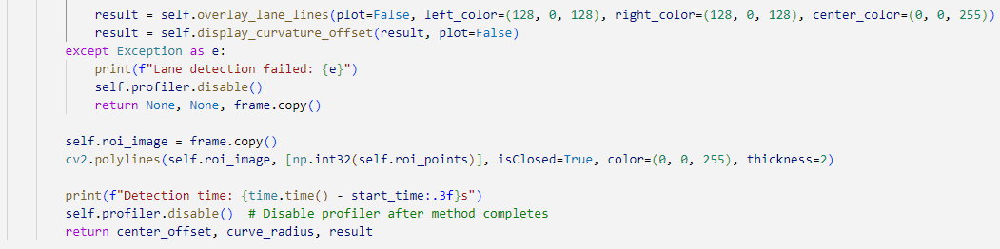 result = self.overlay_lane_lines(plot=False, left_color=(128, 0, 128), right_color=(128, 0, 128), center_color=(0, 0, 255))
result = self.display_curvature_offset(result, plot=False)
except Exception as e:
print(f"Lane detection failed: {e}")
self.profiler.disable()
return None, None, frame.copy()
self.roi_image = frame.copy()
cv2.polylines(self.roi_image, [np.int32(self.roi_points)], isClosed=True, color=(0, 0, 255), thickness=2)
print(f"Detection time: {time.time() - start_time:.3f}s")
self.profiler.disable()  # Disable profiler after method completes
return center_offset, curve_radius, result